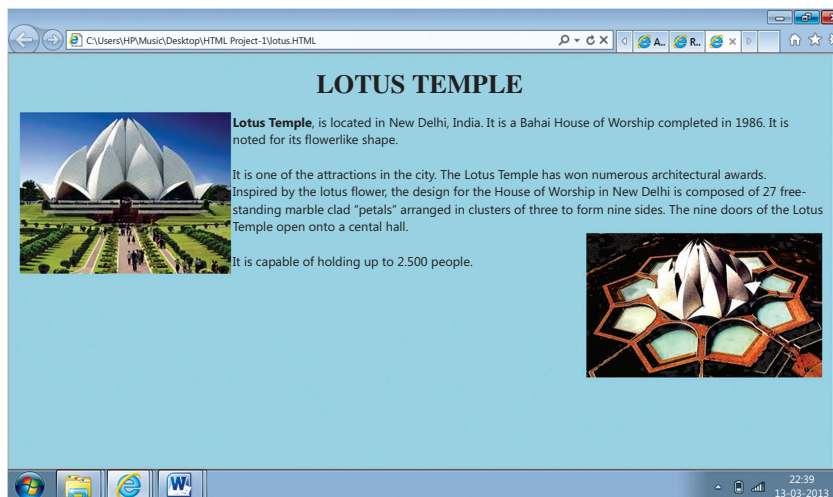 C:\Users\HP\Music\Desktop\HTML Project-1\lotus.HTML
A..
R..
LOTUS TEMPLE
Lotus Temple, is located in New Delhi, India. It is a Bahai House of Worship completed in 1986. It is
noted for its flowerlike shape.
It is one of the attractions in the city. The Lotus Temple has won numerous architectural awards.
Inspired by the lotus flower, the design for the House of Worship in New Delhi is composed of 27 free-
standing marble clad “petals” arranged in clusters of three to form nine sides. The nine doors of the Lotus
Temple open onto a cental hall.
It is capable of holding up to 2.500 people.
W
22:39
13-03-2013